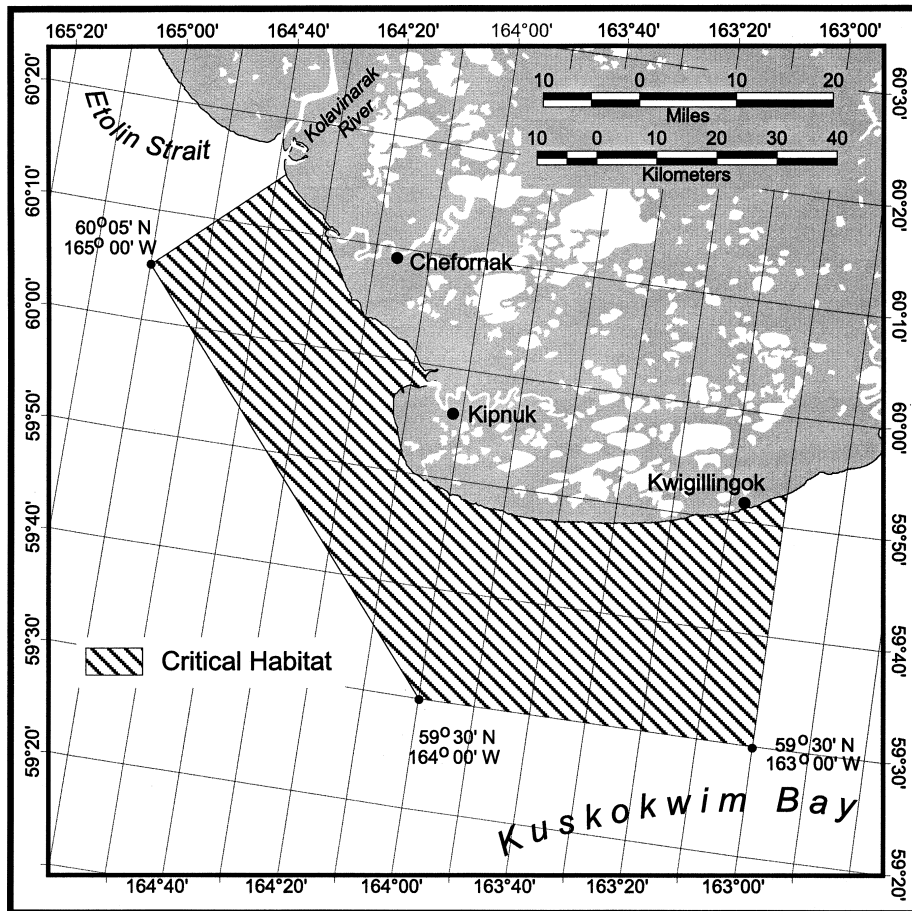 165°20' 165°00' 164°40' 164°20' 164°00' 163°40' 163°20' 163°00'
60°20'
60°10'
60°00'
59°50'
59°40'
59°30'
59°20'
60°30'
60°20'
60°10'
60°00'
59°50'
59°40'
59°30'
59°20'
10 0 10 20
Miles
10 0 10 20 30 40
Kilometers
Etolin Strait
Kolavinarak
River
60° 05' N
165° 00' W
Chefornak
Kipnuk
Kwigillingok
Critical Habitat
59° 30' N
164° 00' W
59° 30' N
163° 00' W
Kuskokwim Bay
164°40' 164°20' 164°00' 163°40' 163°20' 163°00'